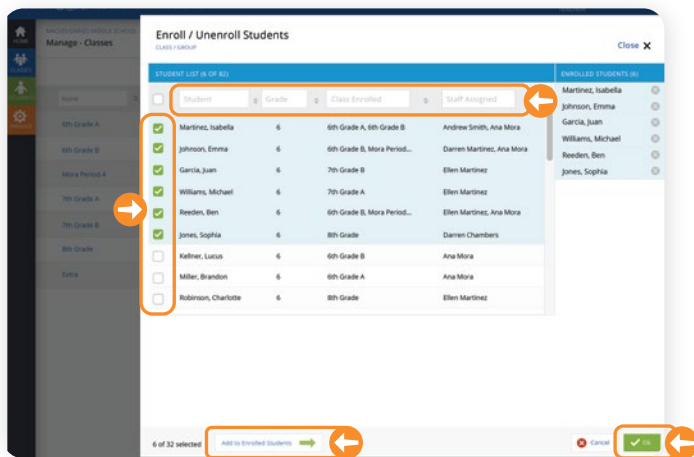 HOME
Manage - Classes
Name
6th Grade A
6th Grade B
Mora Period 4
7th Grade A
7th Grade B
8th Grade
Extra
Enroll / Unenroll Students
CLASS / GROUP
Close X
STUDENT LIST (6 OF 82)
Student Grade Class Enrolled Staff Assigned
Martinez, Isabella 6 6th Grade A, 6th Grade B Andrew Smith, Ana Mora
Johnson, Emma 6 6th Grade B, Mora Period... Darren Martinez, Ana Mora
Garcia, Juan 6 7th Grade B Ellen Martinez
Williams, Michael 6 7th Grade A Ellen Martinez
Reeden, Ben 6 6th Grade B, Mora Period... Ellen Martinez, Ana Mora
Jones, Sophia 6 8th Grade Darren Chambers
Kellner, Lucus 6 6th Grade B Ana Mora
Miller, Brandon 6 6th Grade A Ana Mora
Robinson, Charlotte 6 8th Grade Ellen Martinez
ENROLLED STUDENTS (6)
Martinez, Isabella
Johnson, Emma
Garcia, Juan
Williams, Michael
Reeden, Ben
Jones, Sophia
6 of 32 selected
Add to Enrolled Students
Cancel
Ok